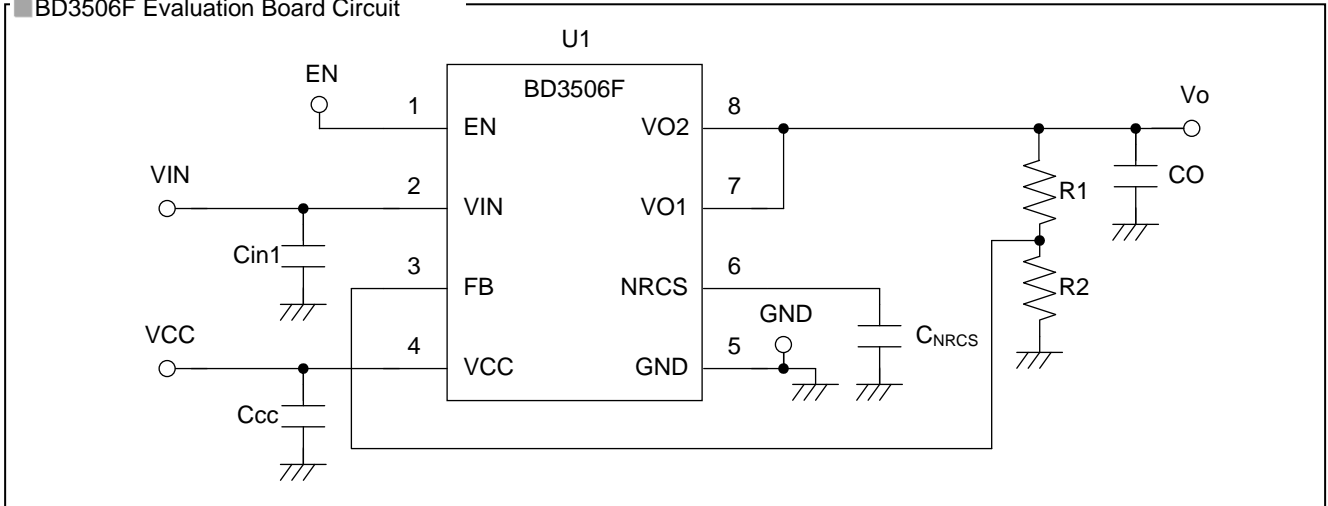 ■BD3506F Evaluation Board Circuit
U1
BD3506F
EN
1
EN
VIN
2
VIN
Cin1
3
FB
VCC
4
VCC
Ccc
VO2
8
VO1
7
NRCS
6
GND
5
GND
CNRCS
Vo
R1
CO
R2